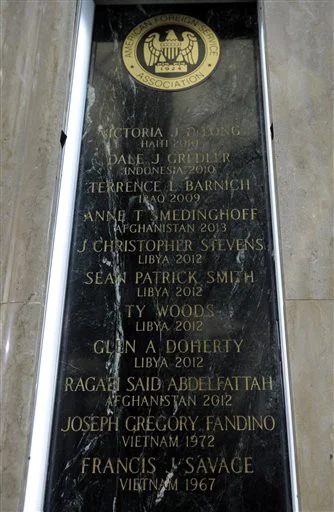 AMERICAN FOREIGN SERVICE
ASSOCIATION
1924
VICTORIA J DELONG
HAITI 2010
DALE J GREDLER
INDONESIA 2010
TERRENCE L BARNICH
IRAQ 2009
ANNE T SMEDINGHOFF
AFGHANISTAN 2013
J CHRISTOPHER STEVENS
LIBYA 2012
SEAN PATRICK SMITH
LIBYA 2012
TY WOODS
LIBYA 2012
GLEN A DOHERTY
LIBYA 2012
RAGAEI SAID ABDELFATTAH
AFGHANISTAN 2012
JOSEPH GREGORY FANDINO
VIETNAM 1972
FRANCIS J SAVAGE
VIETNAM 1967